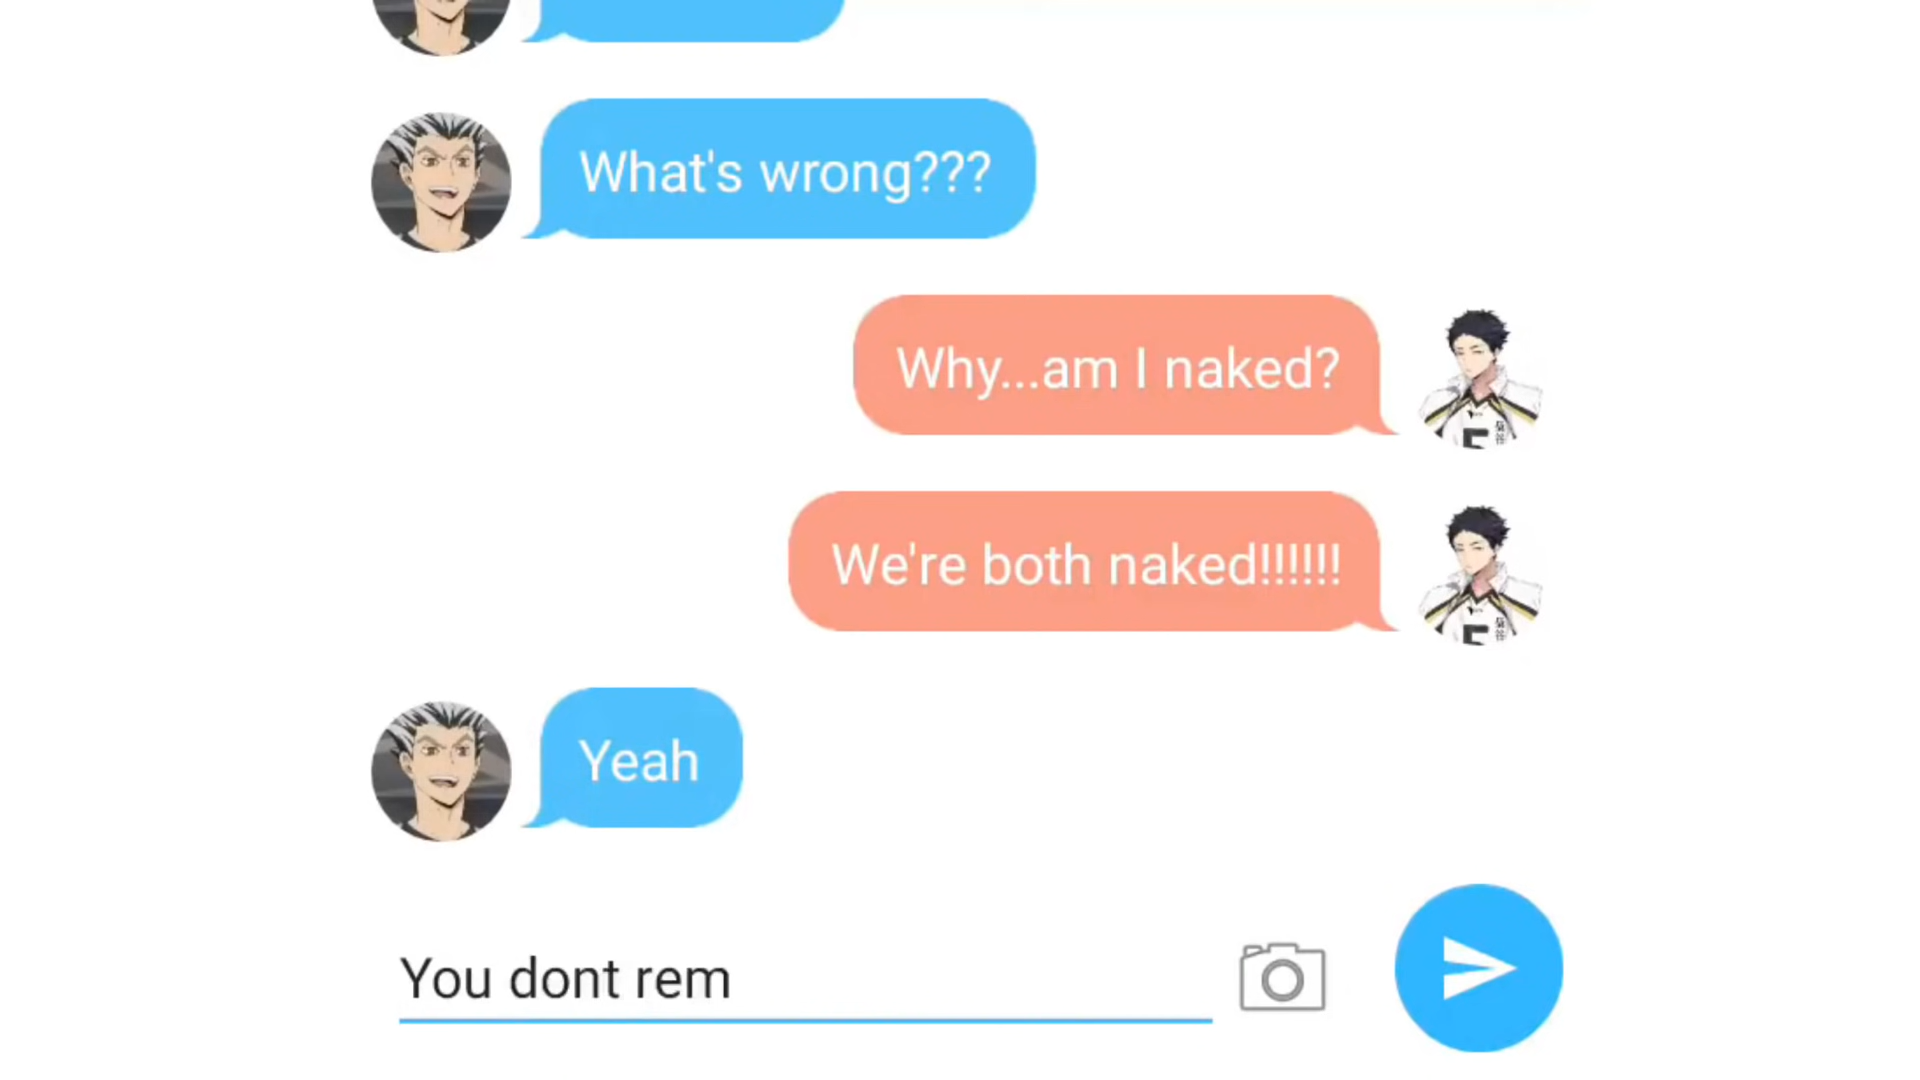 What's wrong???
Why...am I naked?
We're both naked!!!!!!
Yeah
You dont rem